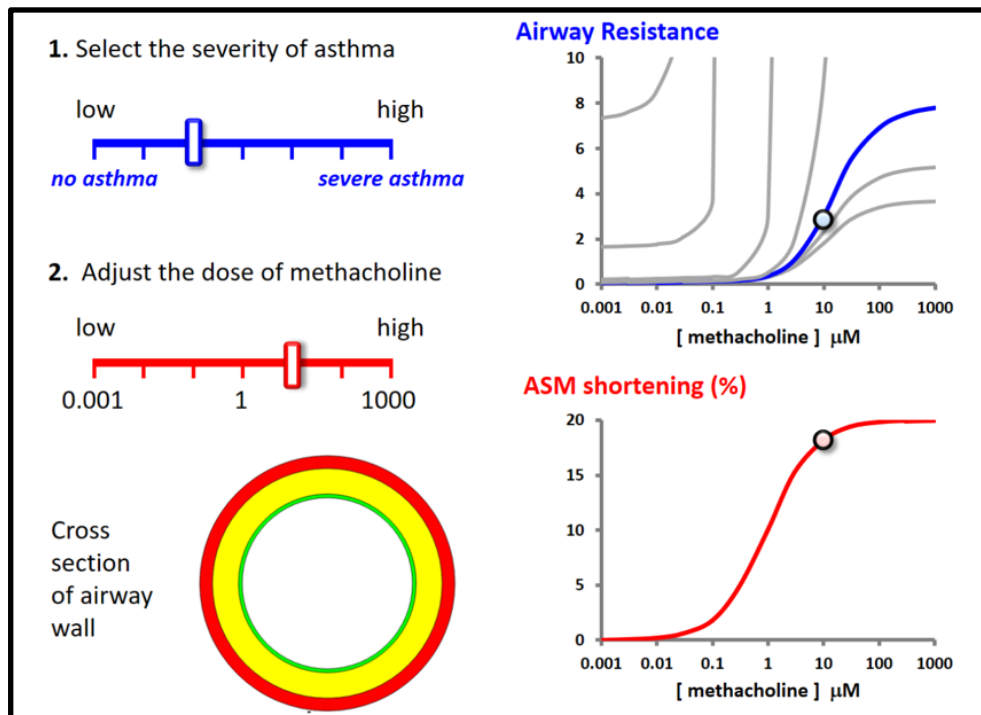 1. Select the severity of asthma
low high
no asthma severe asthma
2. Adjust the dose of methacholine
low high
0.001 1 1000
Cross
section
of airway
wall
Airway Resistance
10
8
6
4
2
0
0.001 0.01 0.1 1 10 100 1000
[ methacholine ] μM
ASM shortening (%)
20
15
10
5
0
0.001 0.01 0.1 1 10 100 1000
[ methacholine ] μM